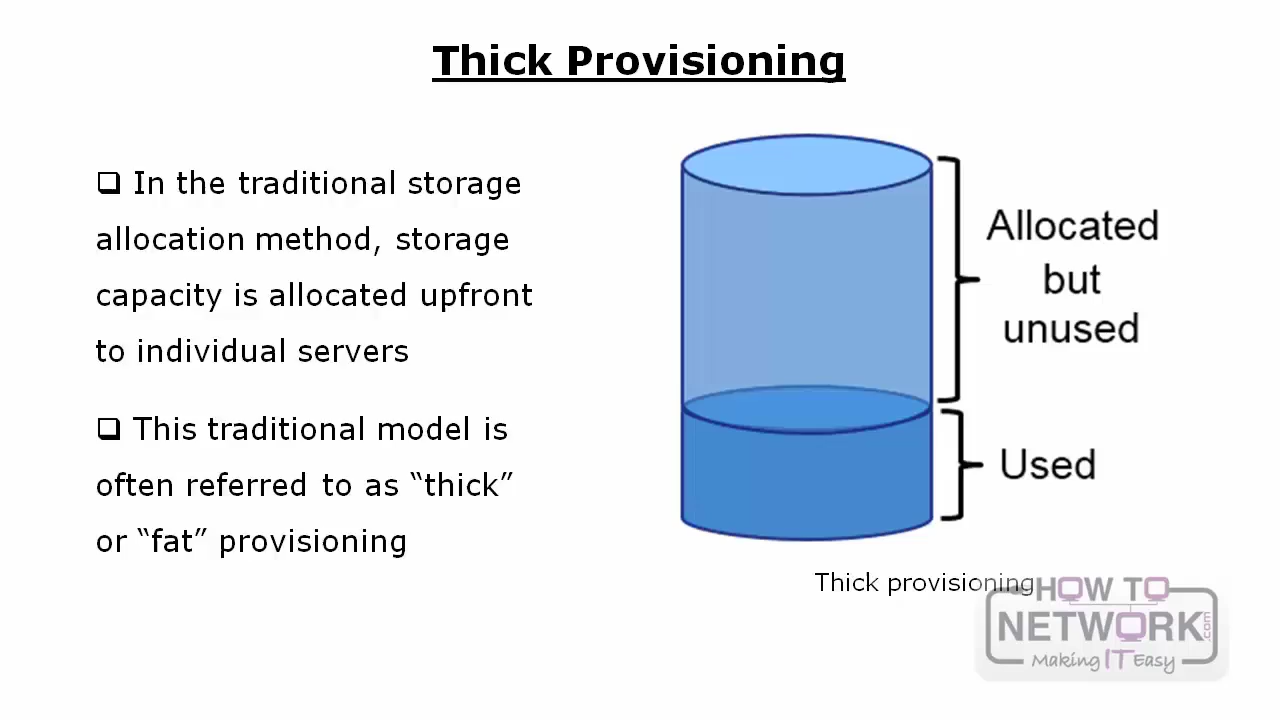 Thick Provisioning
❑ In the traditional storage
allocation method, storage
capacity is allocated upfront
to individual servers
❑ This traditional model is
often referred to as “thick”
or “fat” provisioning
Allocated
but
unused
Used
Thick provisioning
HOW TO
NETWORK.com
Making IT Easy